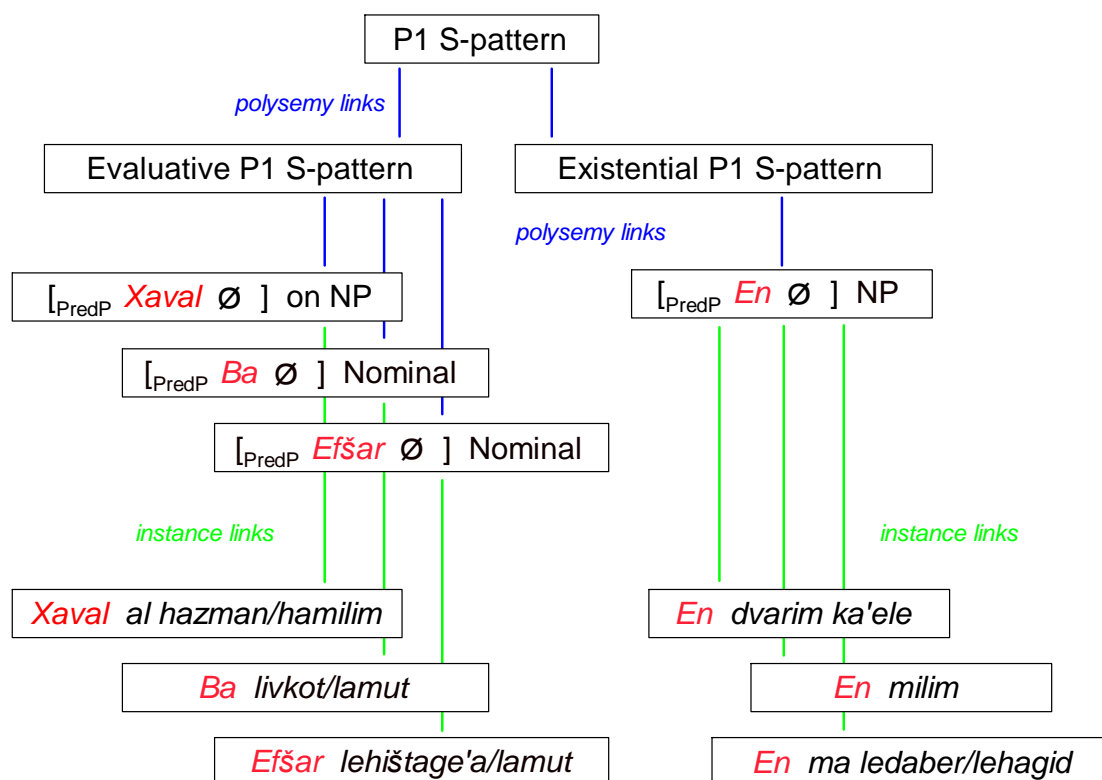 P1 S-pattern
polysemy links
Evaluative P1 S-pattern
Existential P1 S-pattern
polysemy links
[PredP Xaval Ø ] on NP
[PredP En Ø ] NP
[PredP Ba Ø ] Nominal
[PredP Efšar Ø ] Nominal
instance links
instance links
Xaval al hazman/hamilim
En dvarim ka'ele
Ba livkot/lamut
En milim
Efšar lehištage'a/lamut
En ma ledaber/lehagid